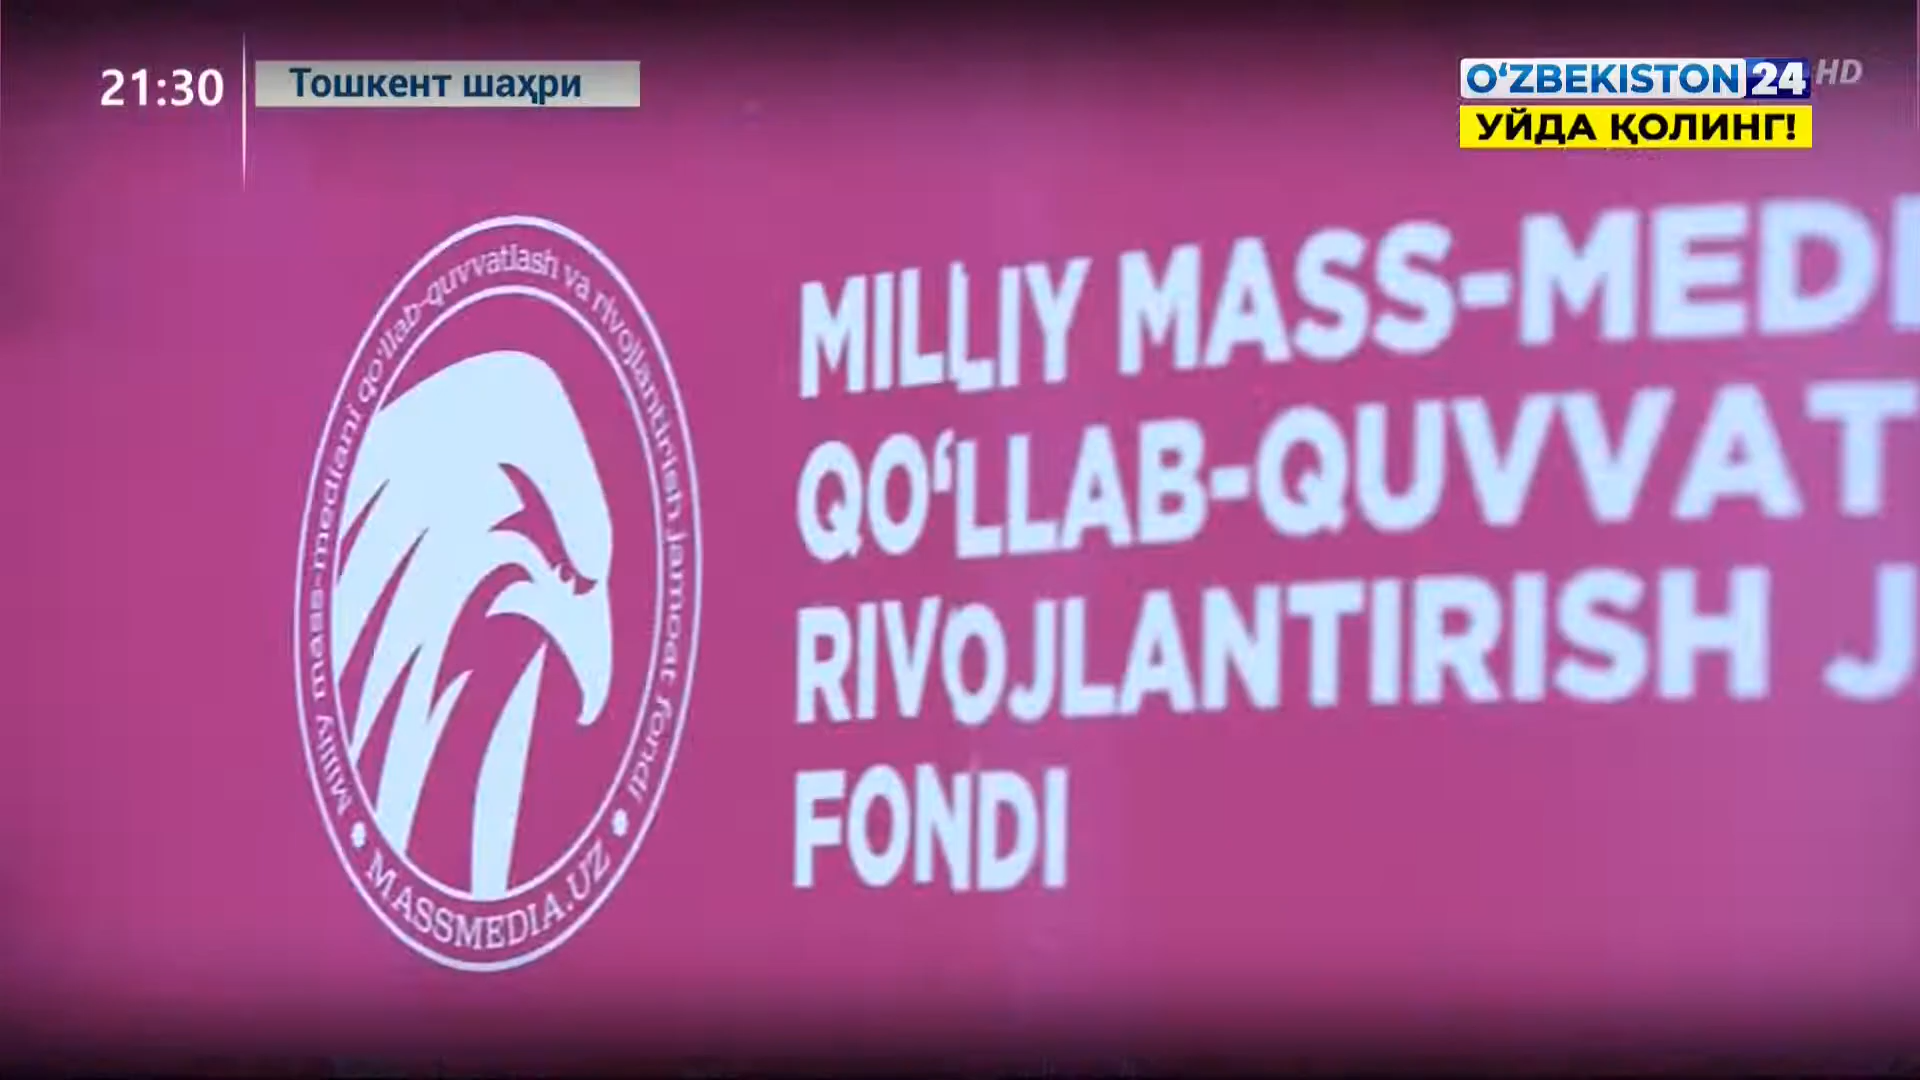 21:30
Тошкент шаҳри
O‘ZBEKISTON 24 HD
УЙДА ҚОЛИНГ!
Milliy mass-mediani qo‘llab-quvvatlash va rivojlantirish jamoat fondi
MASSMEDIA.UZ
MILLIY MASS-MEDI
QO‘LLAB-QUVVAT
RIVOJLANTIRISH J
FONDI